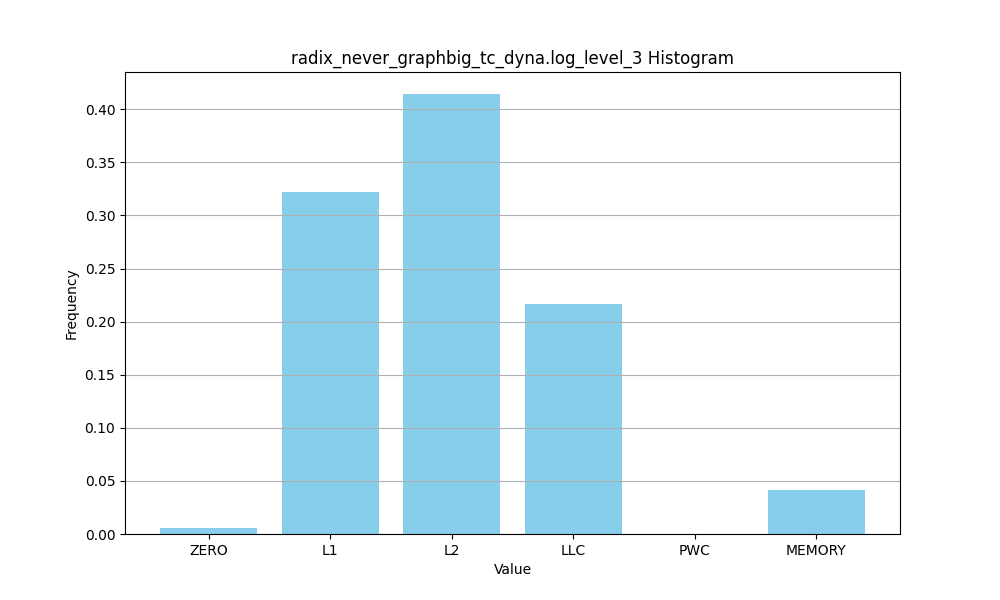 radix_never_graphbig_tc_dyna.log_level_3 Histogram
Frequency
0.40
0.35
0.30
0.25
0.20
0.15
0.10
0.05
0.00
ZERO L1 L2 LLC PWC MEMORY
Value